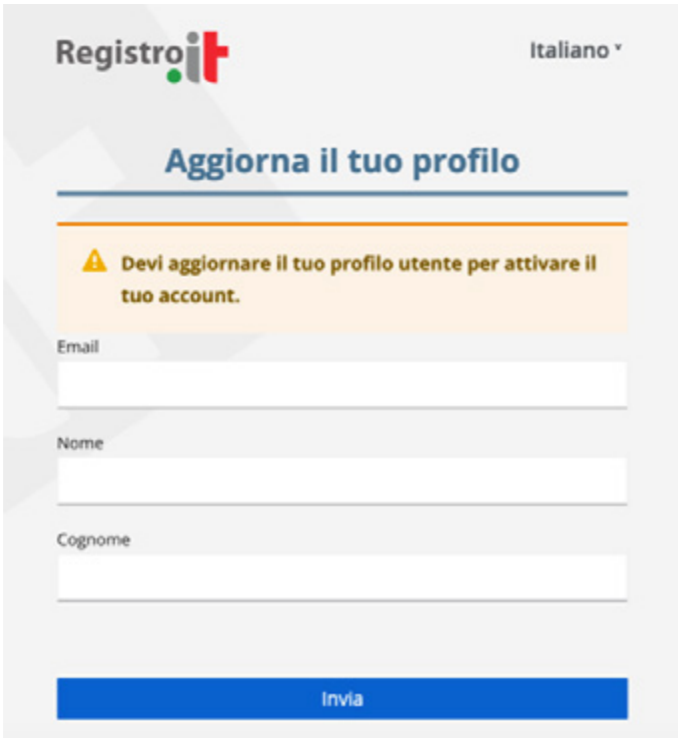 Registro.it
Italiano
Aggiorna il tuo profilo
Devi aggiornare il tuo profilo utente per attivare il
tuo account.
Email
Nome
Cognome
Invia